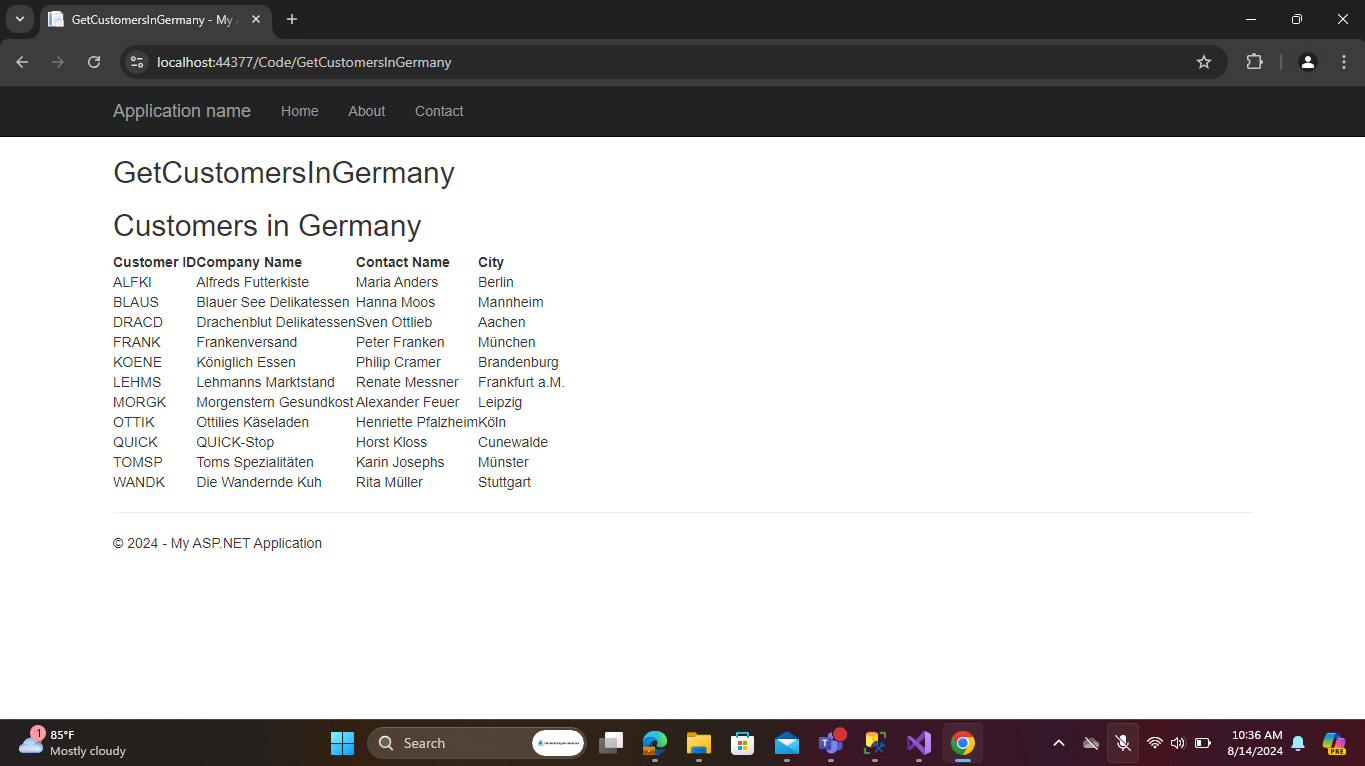 GetCustomersInGermany - My A
localhost:44377/Code/GetCustomersInGermany
Application name Home About Contact
GetCustomersInGermany
Customers in Germany
Customer ID Company Name Contact Name City
ALFKI Alfreds Futterkiste Maria Anders Berlin
BLAUS Blauer See Delikatessen Hanna Moos Mannheim
DRACD Drachenblut Delikatessen Sven Ottlieb Aachen
FRANK Frankenversand Peter Franken München
KOENE Königlich Essen Philip Cramer Brandenburg
LEHMS Lehmanns Marktstand Renate Messner Frankfurt a.M.
MORGK Morgenstern Gesundkost Alexander Feuer Leipzig
OTTIK Ottilies Käseladen Henriette Pfalzheim Köln
QUICK QUICK-Stop Horst Kloss Cunewalde
TOMSP Toms Spezialitäten Karin Josephs Münster
WANDK Die Wandernde Kuh Rita Müller Stuttgart
© 2024 - My ASP.NET Application
1 85°F
Mostly cloudy
Search
10:36 AM
8/14/2024
PRE